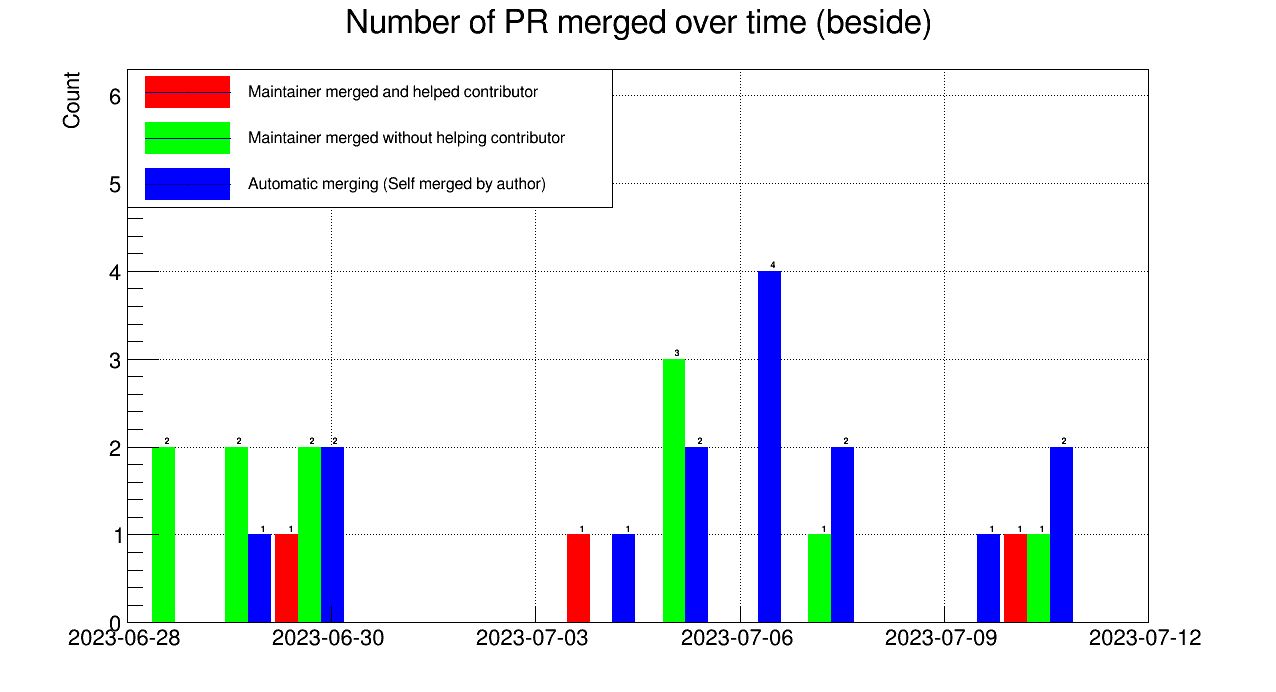 Number of PR merged over time (beside)
Count
Maintainer merged and helped contributor
Maintainer merged without helping contributor
Automatic merging (Self merged by author)
6
5
4
3
2
1
0
4
3
2 2 2 2 2 2 2
1 1 1 1 1 1 1 1
2023-06-28 2023-06-30 2023-07-03 2023-07-06 2023-07-09 2023-07-12